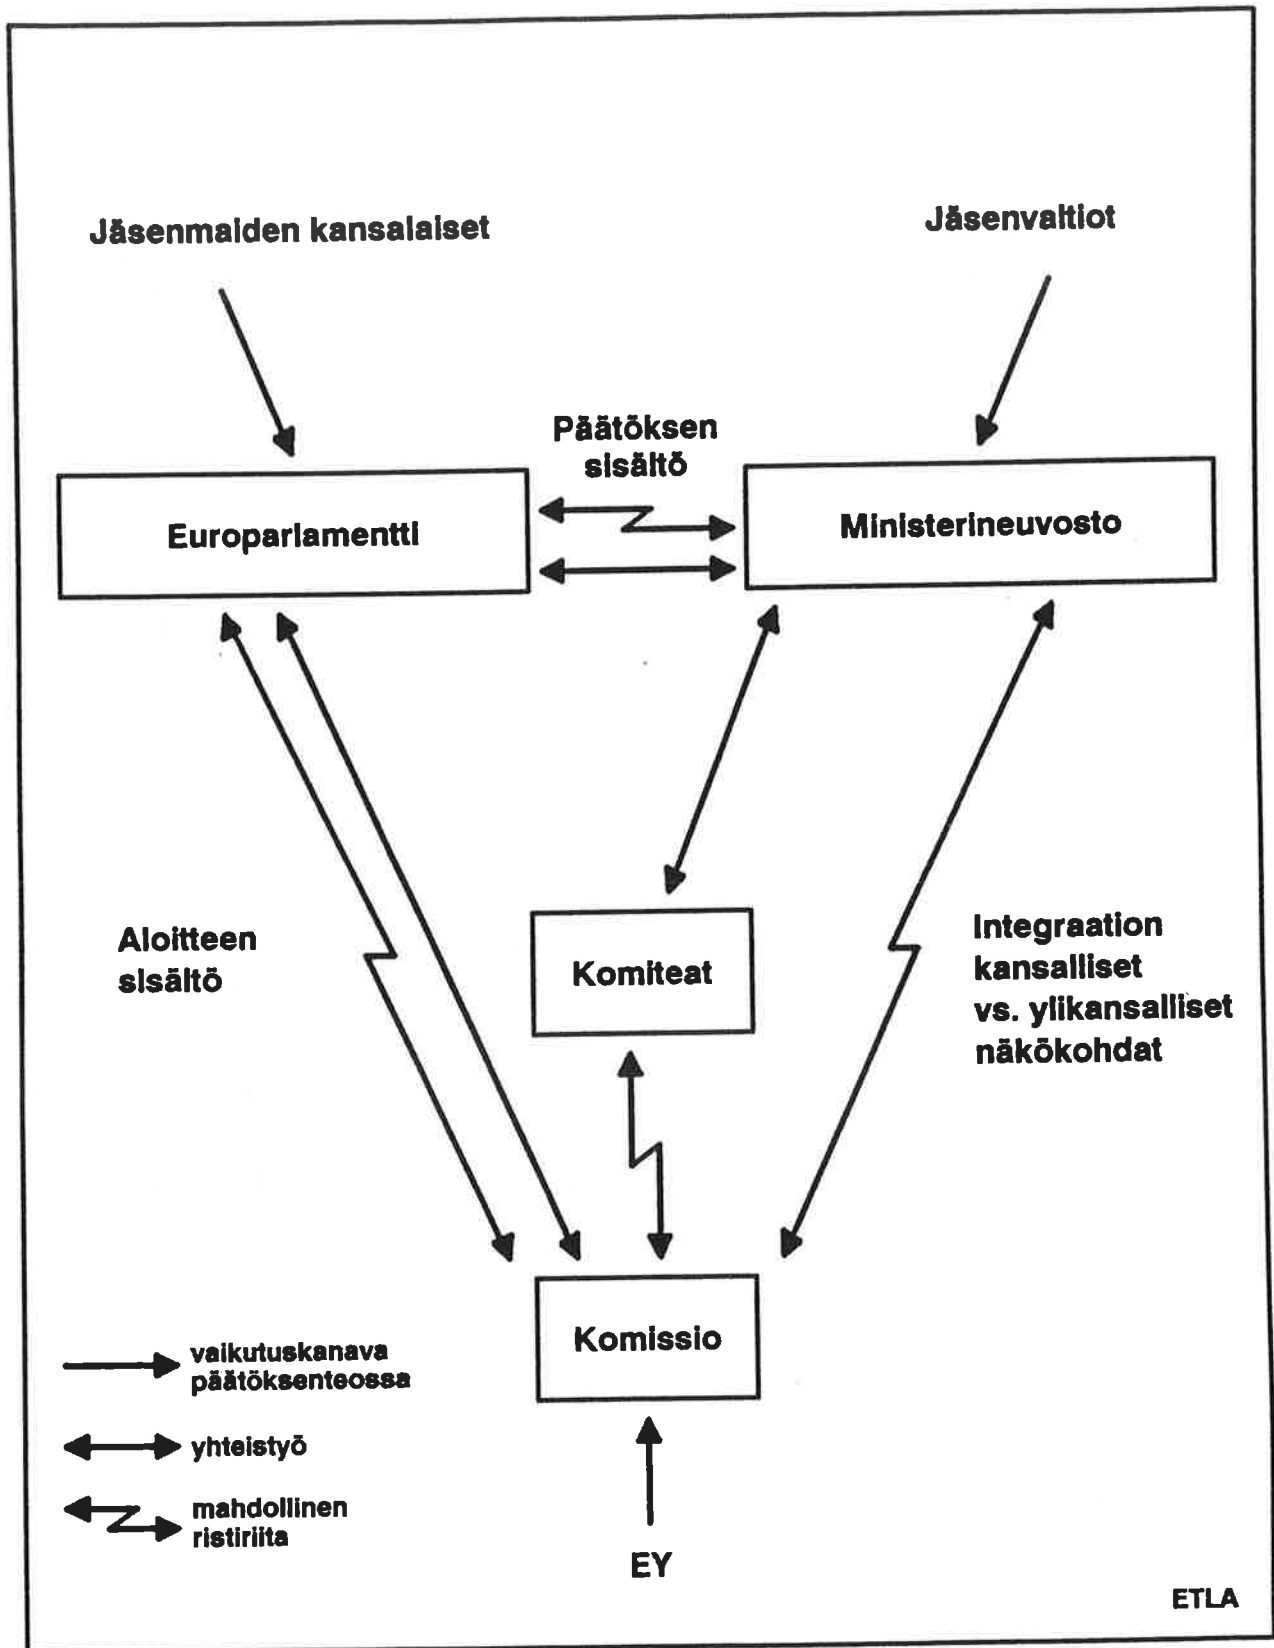 Jäsenmaiden kansalaiset
Jäsenvaltiot
Päätöksen
sisältö
Europarlamentti
Ministerineuvosto
Aloitteen
sisältö
Komiteat
Integraation
kansalliset
vs. ylikansalliset
näkökohdat
Komissio
vaikutuskanava
päätöksenteossa
yhteistyö
mahdollinen
ristiriita
EY
ETLA